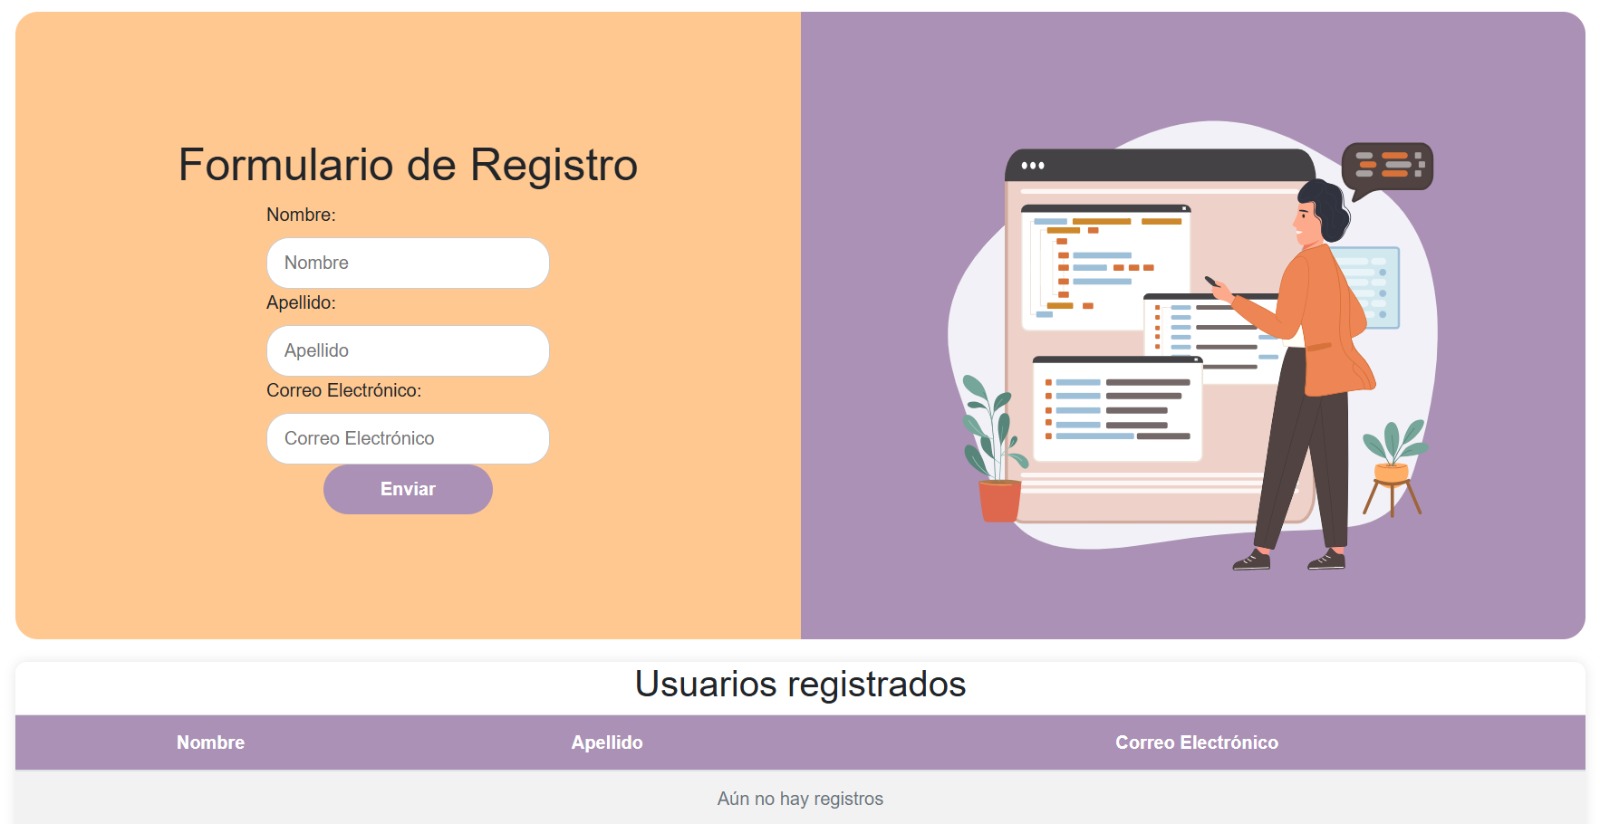 Formulario de Registro
Nombre:
Nombre
Apellido:
Apellido
Correo Electrónico:
Correo Electrónico
Enviar
Usuarios registrados
Nombre Apellido Correo Electrónico
Aún no hay registros